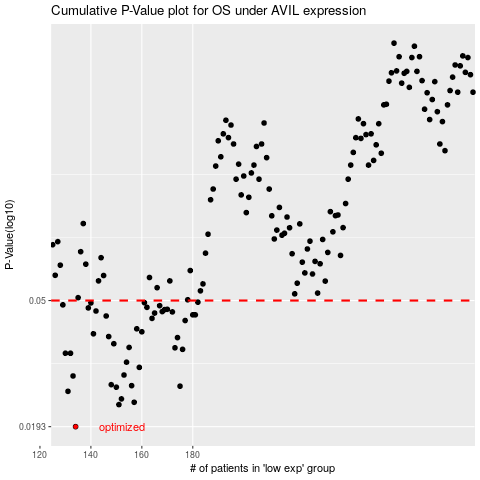 Cumulative P-Value plot for OS under AVIL expression
P-Value(log10)
0.05
0.0193
optimized
120 140 160 180
# of patients in 'low exp' group